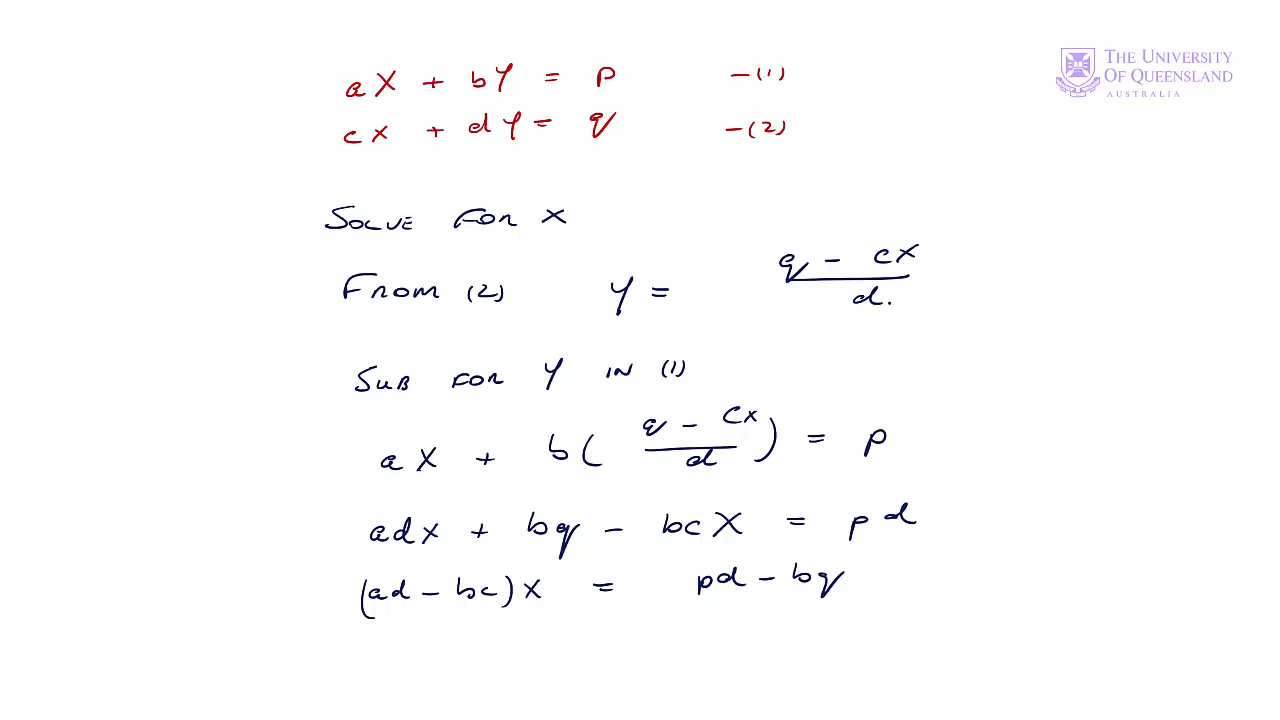 THE UNIVERSITY
OF QUEENSLAND
AUSTRALIA
aX + bY = p -(1)
cX + dY = q -(2)
SOLVE FOR X
FROM (2) Y = (q - cX)/d.
SUB FOR Y IN (1)
aX + b( (q - cX)/d ) = p
adX + bq - bcX = pd
(ad - bc)X = pd - bq